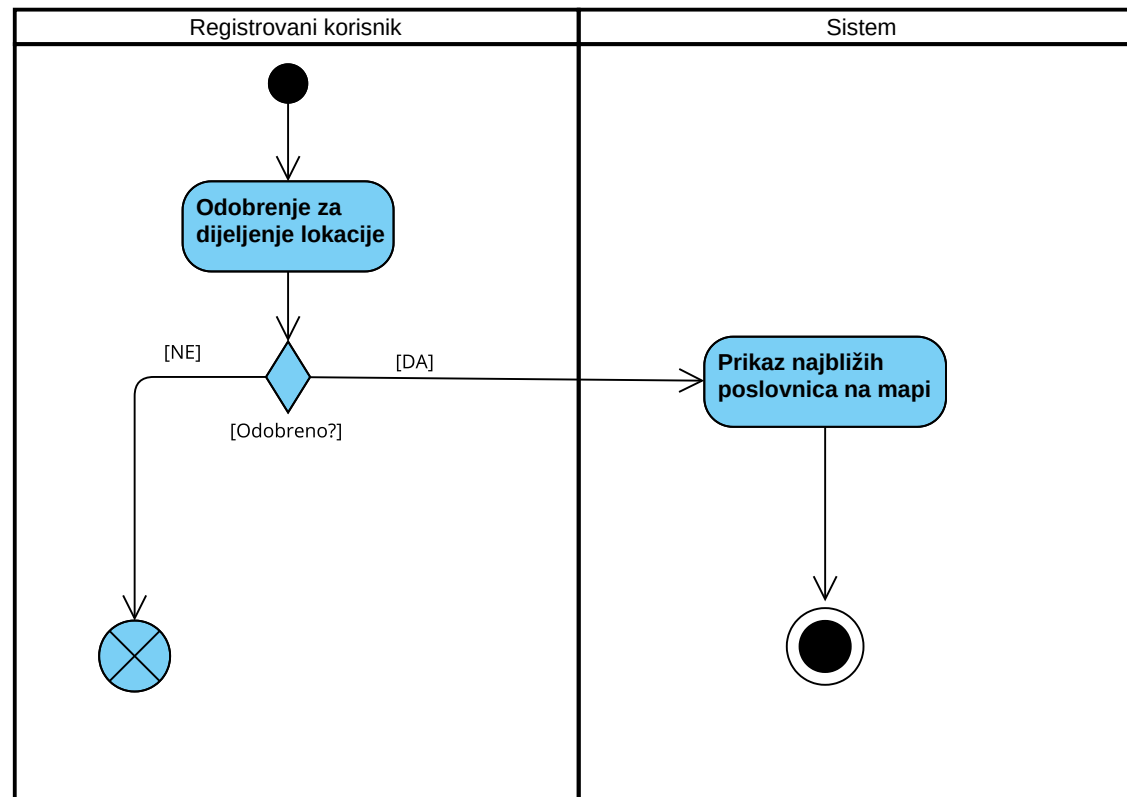 Registrovani korisnik
Sistem
Odobrenje za
dijeljenje lokacije
[NE]
[DA]
[Odobreno?]
Prikaz najbližih
poslovnica na mapi